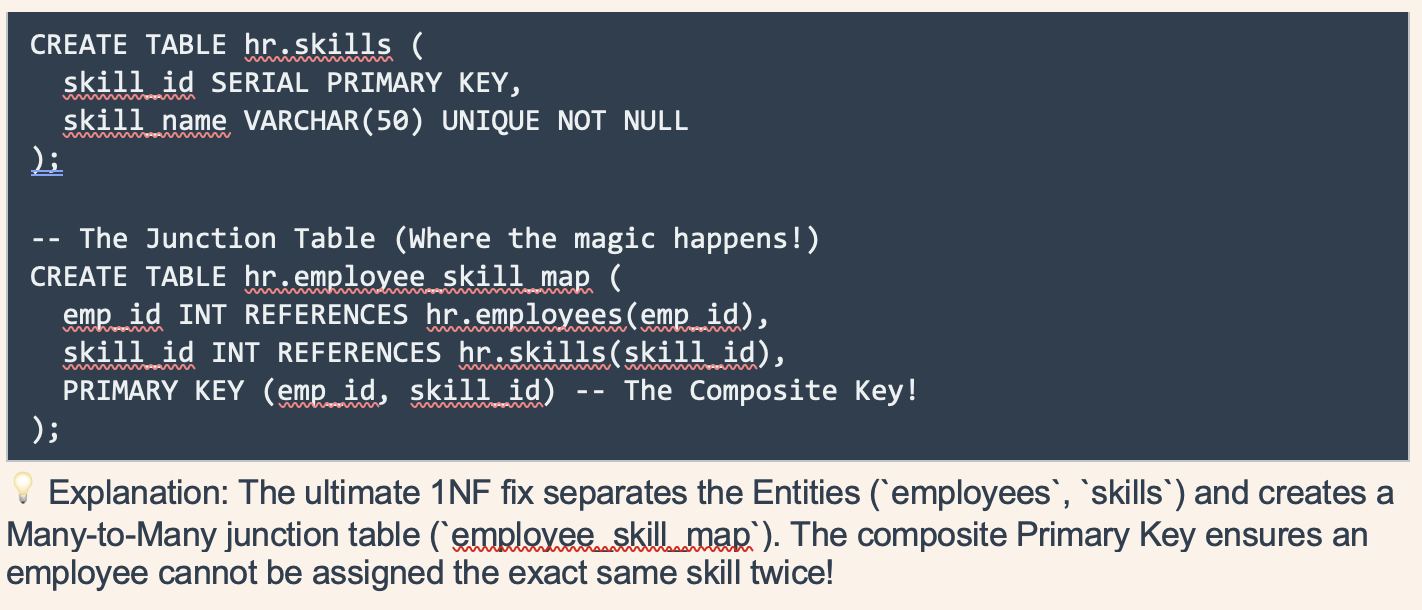 CREATE TABLE hr.skills (
  skill_id SERIAL PRIMARY KEY,
  skill_name VARCHAR(50) UNIQUE NOT NULL
);

-- The Junction Table (Where the magic happens!)
CREATE TABLE hr.employee_skill_map (
  emp_id INT REFERENCES hr.employees(emp_id),
  skill_id INT REFERENCES hr.skills(skill_id),
  PRIMARY KEY (emp_id, skill_id) -- The Composite Key!
);
💡 Explanation: The ultimate 1NF fix separates the Entities (`employees`, `skills`) and creates a
Many-to-Many junction table (`employee_skill_map`). The composite Primary Key ensures an
employee cannot be assigned the exact same skill twice!